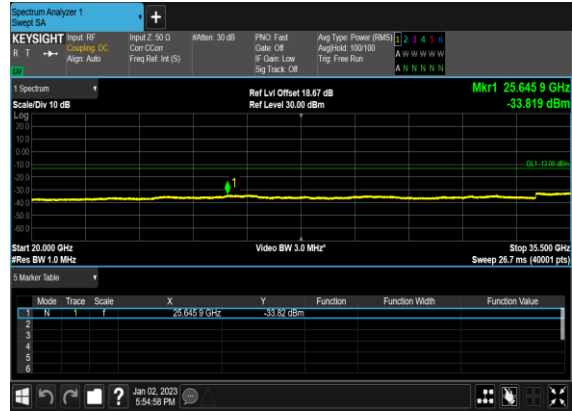 Spectrum Analyzer 1
Swept SA
KEYSIGHT Input: RF Input Z: 50 Ω #Atten: 30 dB PNO: Fast Avg Type: Power (RMS) 1 2 3 4 5 6
R T Coupling: DC Corr CCorr Gate: Off Avg|Hold: 100/100 A W W W W W
Align: Auto Freq Ref: Int (S) IF Gain: Low Trig: Free Run
Sig Track: Off A N N N N N
1 Spectrum Ref Lvl Offset 18.67 dB Mkr1 25.645 9 GHz
Scale/Div 10 dB Ref Level 30.00 dBm -33.819 dBm
Log
20.0
10.0
0.00
-10.0
DL1 -13.00 dBm
-20.0
-30.0
1
-40.0
-50.0
-60.0
Start 20.000 GHz Video BW 3.0 MHz* Stop 35.500 GHz
#Res BW 1.0 MHz Sweep 26.7 ms (40001 pts)
5 Marker Table
Mode Trace Scale X Y Function Function Width Function Value
1 N 1 f 25.645 9 GHz -33.82 dBm
2
3
4
5
6
Jan 02, 2023
5:54:58 PM